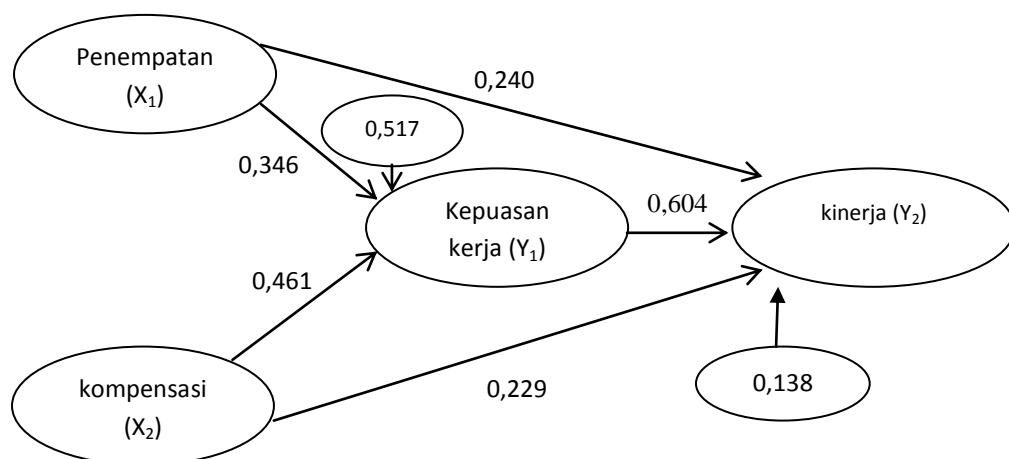 Penempatan
(X₁)
0,240
0,517
0,346
Kepuasan
kerja (Y₁)
0,604
kinerja (Y₂)
0,461
kompensasi
(X₂)
0,229
0,138